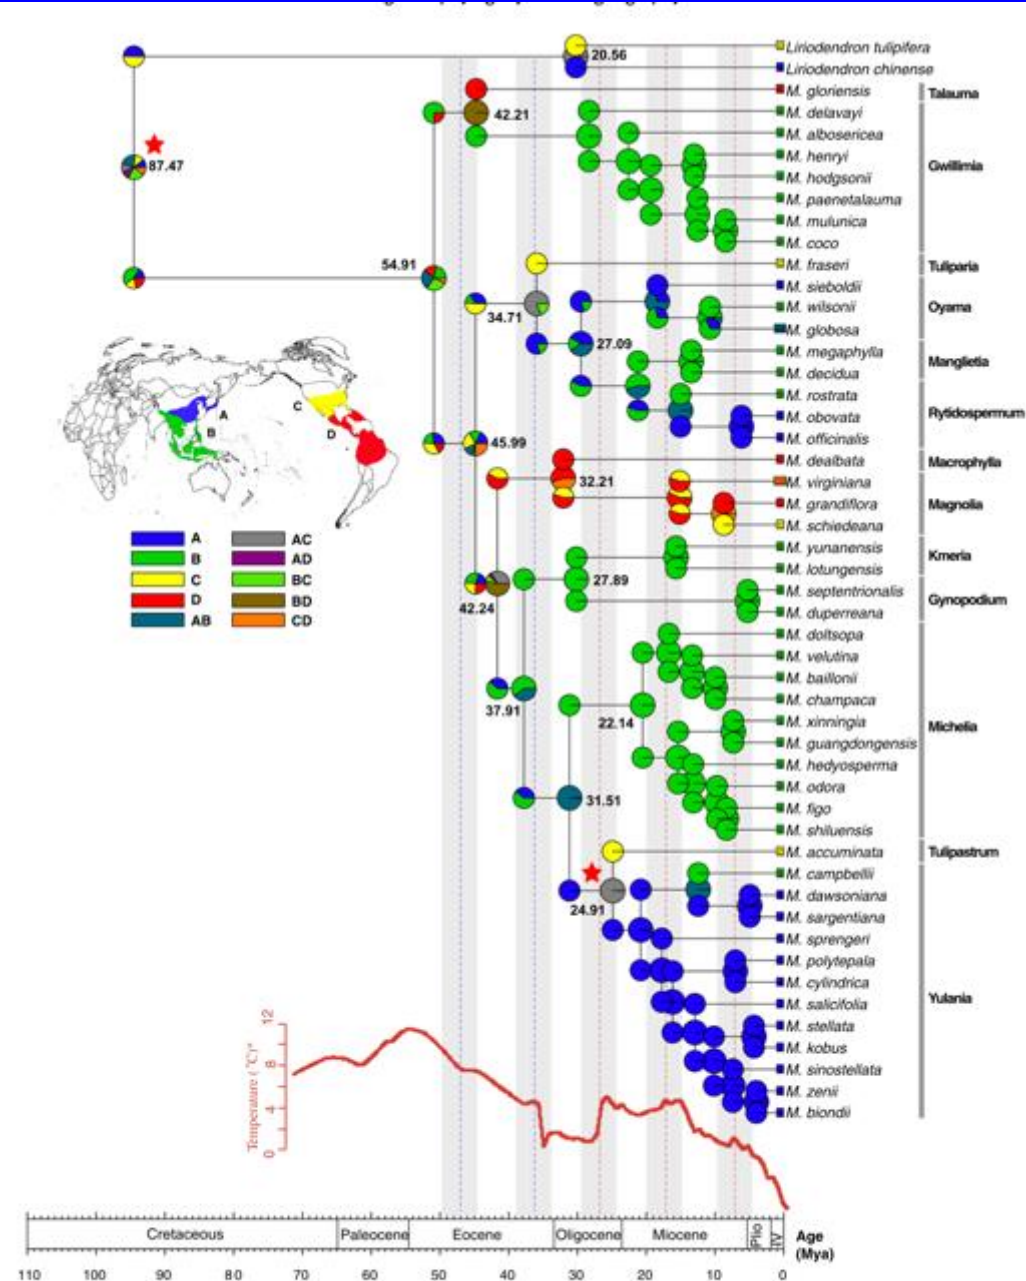 Liriodendron tulipifera
20.56
Liriodendron chinense
M. gloriensis
Talauma
42.21
M. delavayi
M. albosericea
M. henryi
87.47
Gwillimia
M. hodgsonii
M. paenetalauma
M. mulunica
M. coco
54.91
M. fraseri
Tuliparia
M. sieboldii
M. wilsonii
Oyama
34.71
M. globosa
27.09
M. megaphylla
Manglietia
M. decidua
M. rostrata
C
A
M. obovata
Rytidospermum
B
D
M. officinalis
45.99
M. dealbata
Macrophylla
32.21
M. virginiana
M. grandiflora
Magnolia
M. schiedeana
A AC
M. yunanensis
Kmeria
B AD
M. lotungensis
C BC
27.89
M. septentrionalis
D BD
42.24
Gynopodium
M. duperreana
AB CD
M. doltsopa
M. velutina
M. baillonii
M. champaca
37.91
22.14
M. xinningia
Michelia
M. guangdongensis
M. hedyosperma
M. odora
31.51
M. figo
M. shiluensis
M. accuminata
Tulipastrum
M. campbellii
M. dawsoniana
24.91
M. sargentiana
M. sprengeri
M. polytepala
M. cylindrica
Yulania
M. salicifolia
M. stellata
M. kobus
M. sinostellata
M. zenii
M. biondii
Temperature (℃)*
12
8
4
0
Cretaceous Paleocene Eocene Oligocene Miocene Plio IV
Age
(Mya)
110 100 90 80 70 60 50 40 30 20 10 0